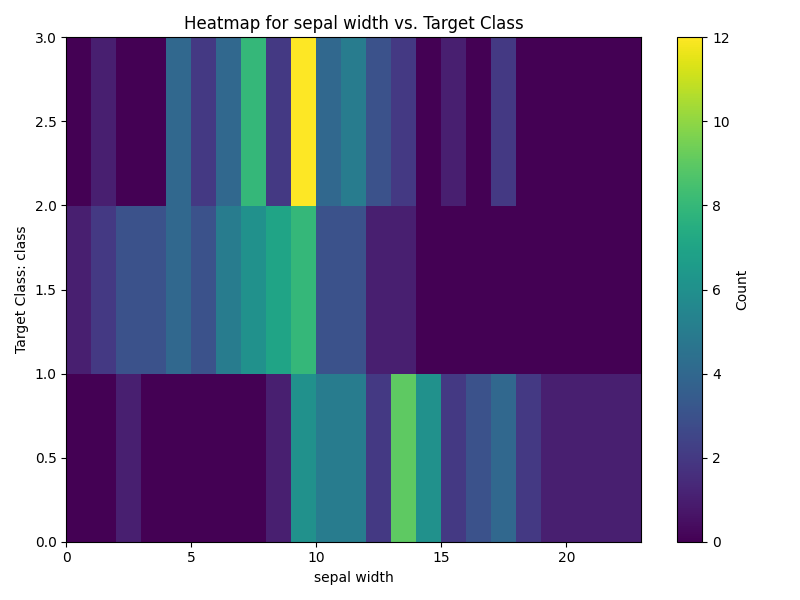 Heatmap for sepal width vs. Target Class
3.0
2.5
2.0
1.5
1.0
0.5
0.0
Target Class: class
0 5 10 15 20
sepal width
12
10
8
6
4
2
0
Count